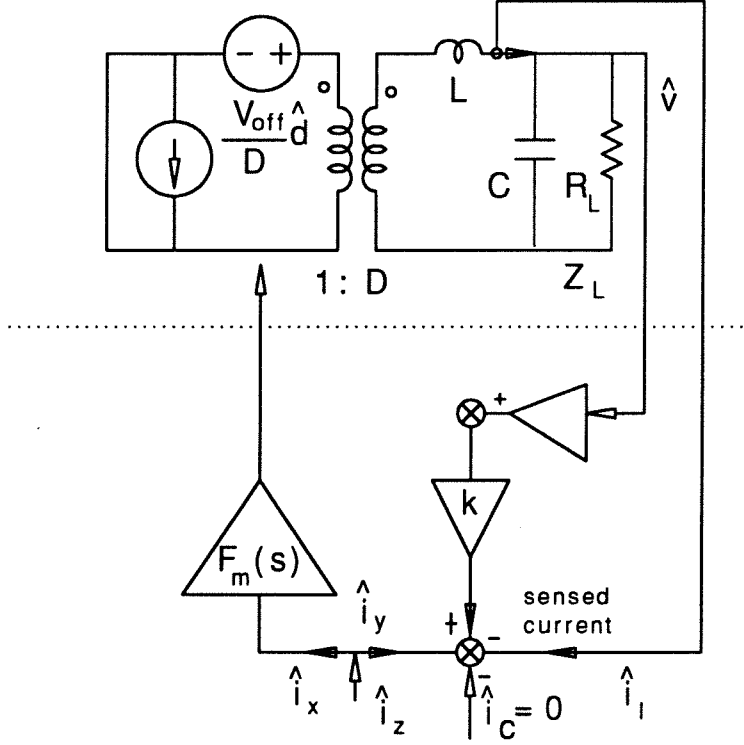 - +
V_off / D d̂
L
v̂
C
R_L
1 : D
Z_L
+
k
F_m(s)
î_y
+
-
sensed
current
î_x
î_z
-
î_C = 0
î_l